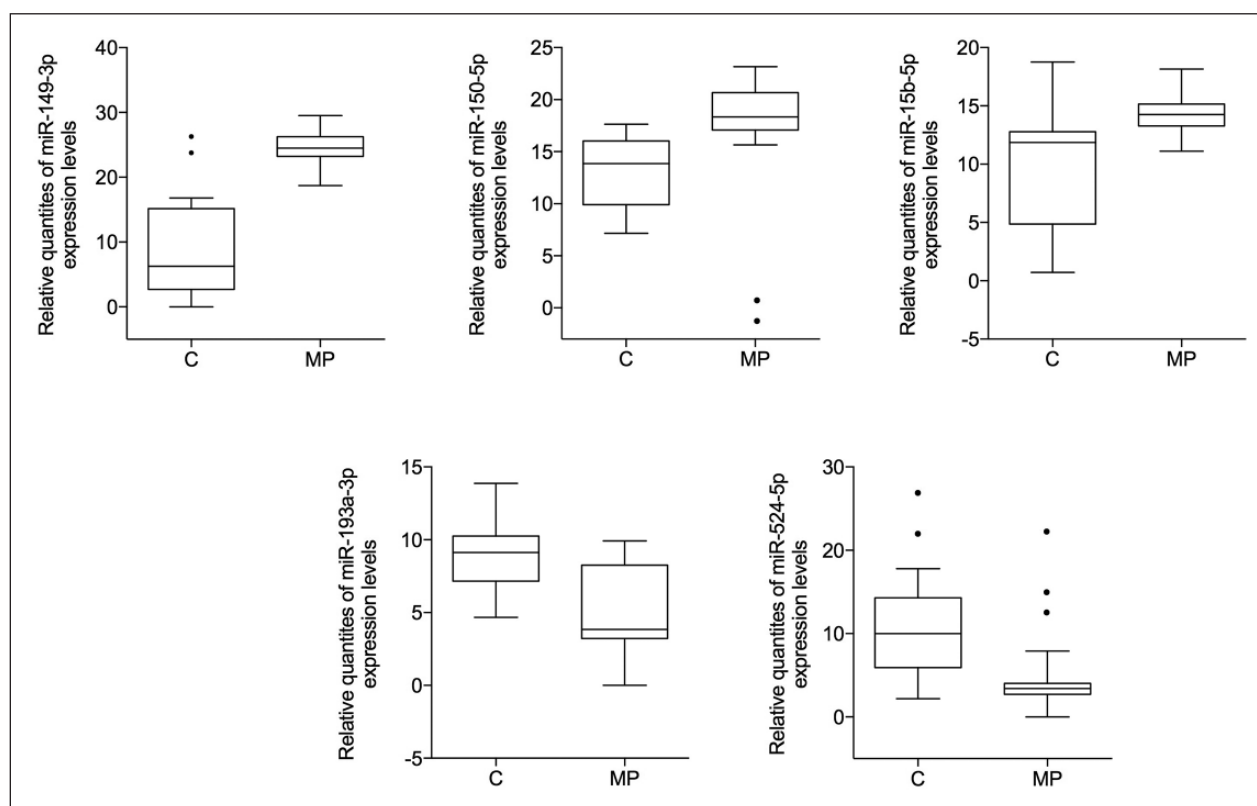 Relative quantites of miR-149-3p
expression levels
40
30
20
10
0
C MP
Relative quantites of miR-150-5p
expression levels
25
20
15
10
5
0
C MP
Relative quantites of miR-15b-5p
expression levels
20
15
10
5
0
-5
C MP
Relative quantites of miR-193a-3p
expression levels
15
10
5
0
-5
C MP
Relative quantites of miR-524-5p
expression levels
30
20
10
0
C MP